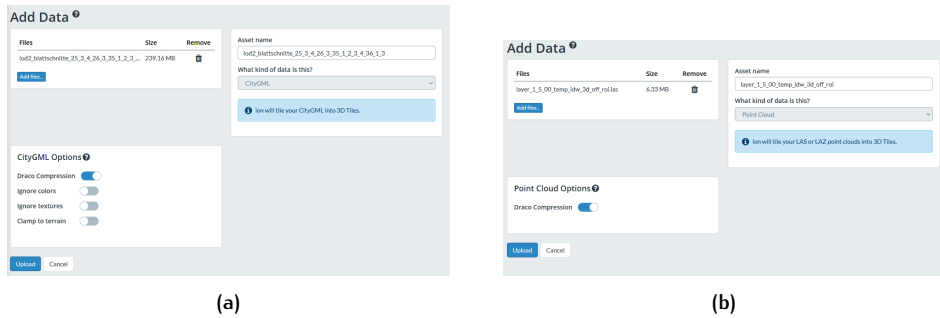 Add Data
Files Size Remove
lod2_blattschnitte_25_3_4_26_3_35_1_2_3_... 239.16 MB
Add files...
Asset name
lod2_blattschnitte_25_3_4_26_3_35_1_2_3_4_36_1_3
What kind of data is this?
CityGML
ion will tile your CityGML into 3D Tiles.
CityGML Options
Draco Compression
Ignore colors
Ignore textures
Clamp to terrain
Upload Cancel
(a)
Add Data
Files Size Remove
layer_1_5_00_temp_idw_3d_off_roi.las 6.33 MB
Add files...
Asset name
layer_1_5_00_temp_idw_3d_off_roi
What kind of data is this?
Point Cloud
ion will tile your LAS or LAZ point clouds into 3D Tiles.
Point Cloud Options
Draco Compression
Upload Cancel
(b)